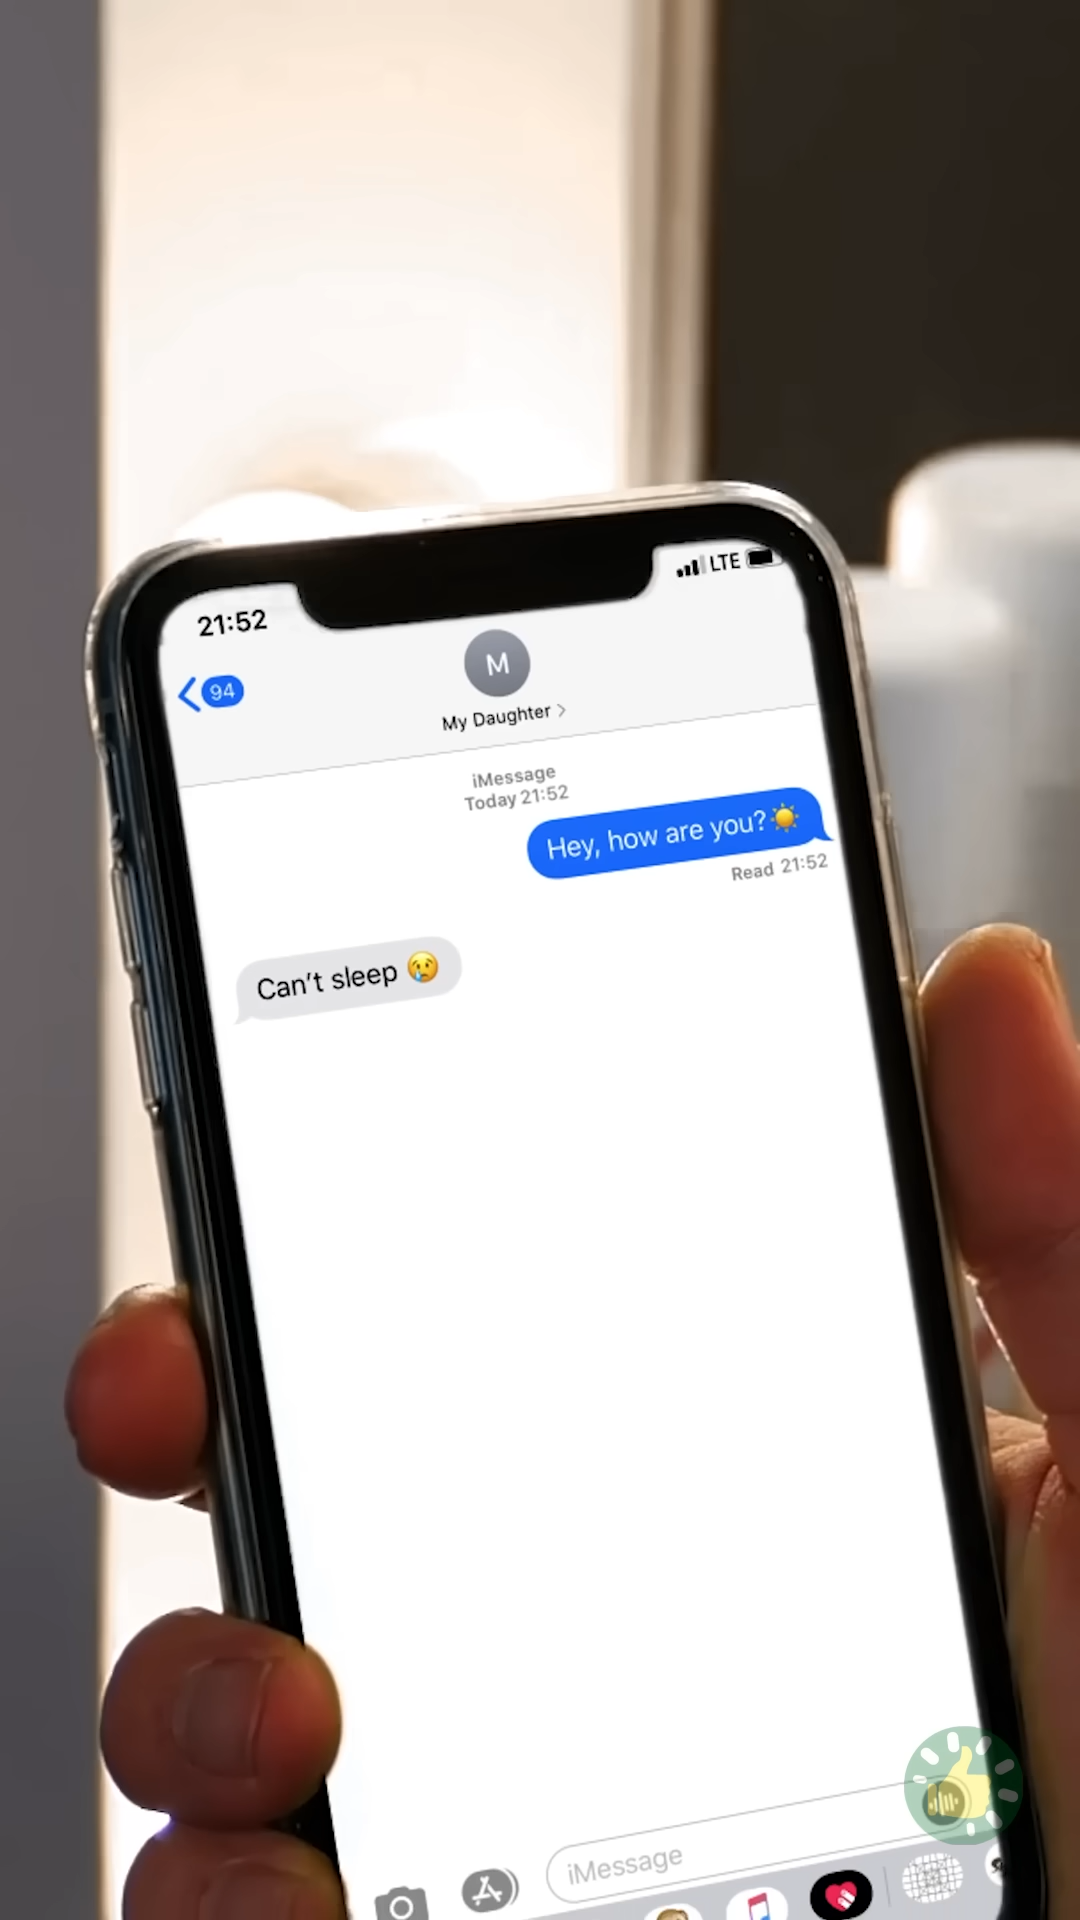 21:52
LTE
94
M
My Daughter
iMessage
Today 21:52
Hey, how are you?☀️
Read 21:52
Can't sleep 😢
iMessage